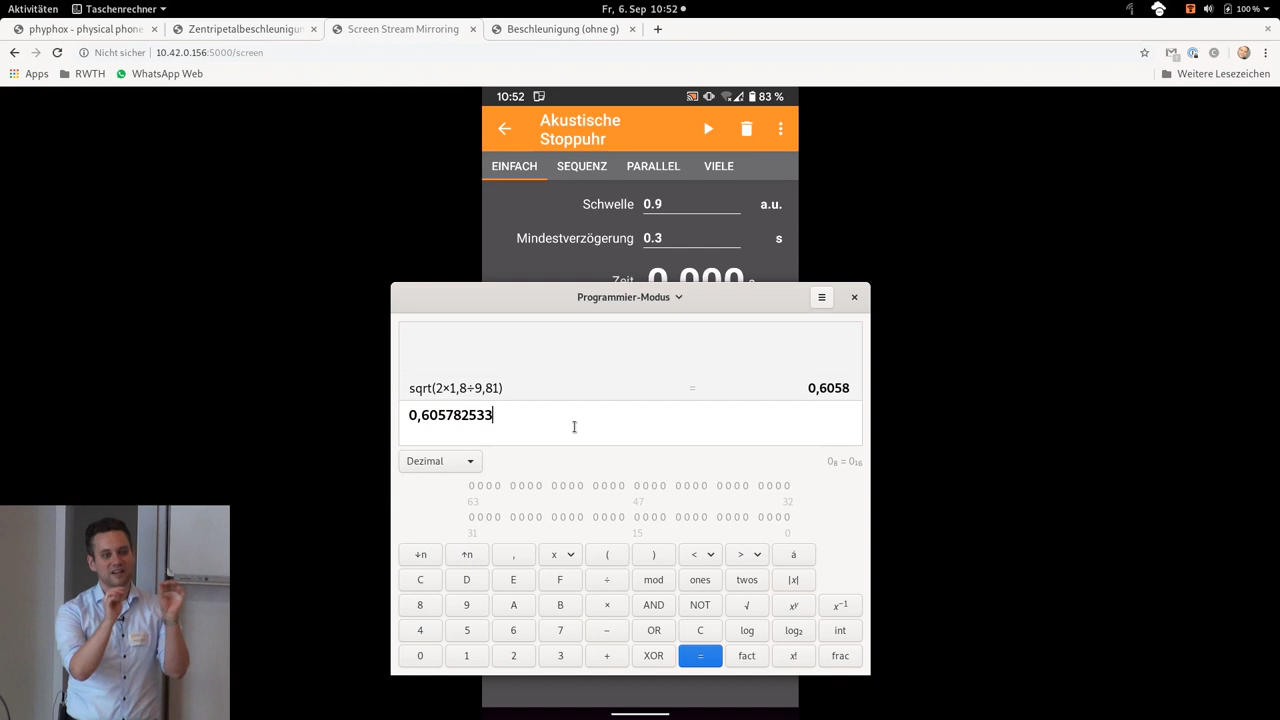 Aktivitäten Taschenrechner Fr, 6. Sep 10:52 100 %
phyphox - physical phone Zentripetalbeschleunigun Screen Stream Mirroring Beschleunigung (ohne g)
Nicht sicher 10.42.0.156:5000/screen
Apps RWTH WhatsApp Web Weitere Lesezeichen
10:52 83 %
Akustische
Stoppuhr
EINFACH SEQUENZ PARALLEL VIELE
Schwelle 0.9 a.u.
Mindestverzögerung 0.3 s
Zeit 0.000 s
Programmier-Modus
sqrt(2×1,8÷9,81) = 0,6058
0,605782533
Dezimal 0₈ = 0₁₆
0000 0000 0000 0000 0000 0000 0000 0000
63 47 32
0000 0000 0000 0000 0000 0000 0000 0000
31 15 0
↓n ↑n , x ( ) < > á
C D E F ÷ mod ones twos |x|
8 9 A B × AND NOT √ xʸ x⁻¹
4 5 6 7 − OR C log log₂ int
0 1 2 3 + XOR = fact x! frac